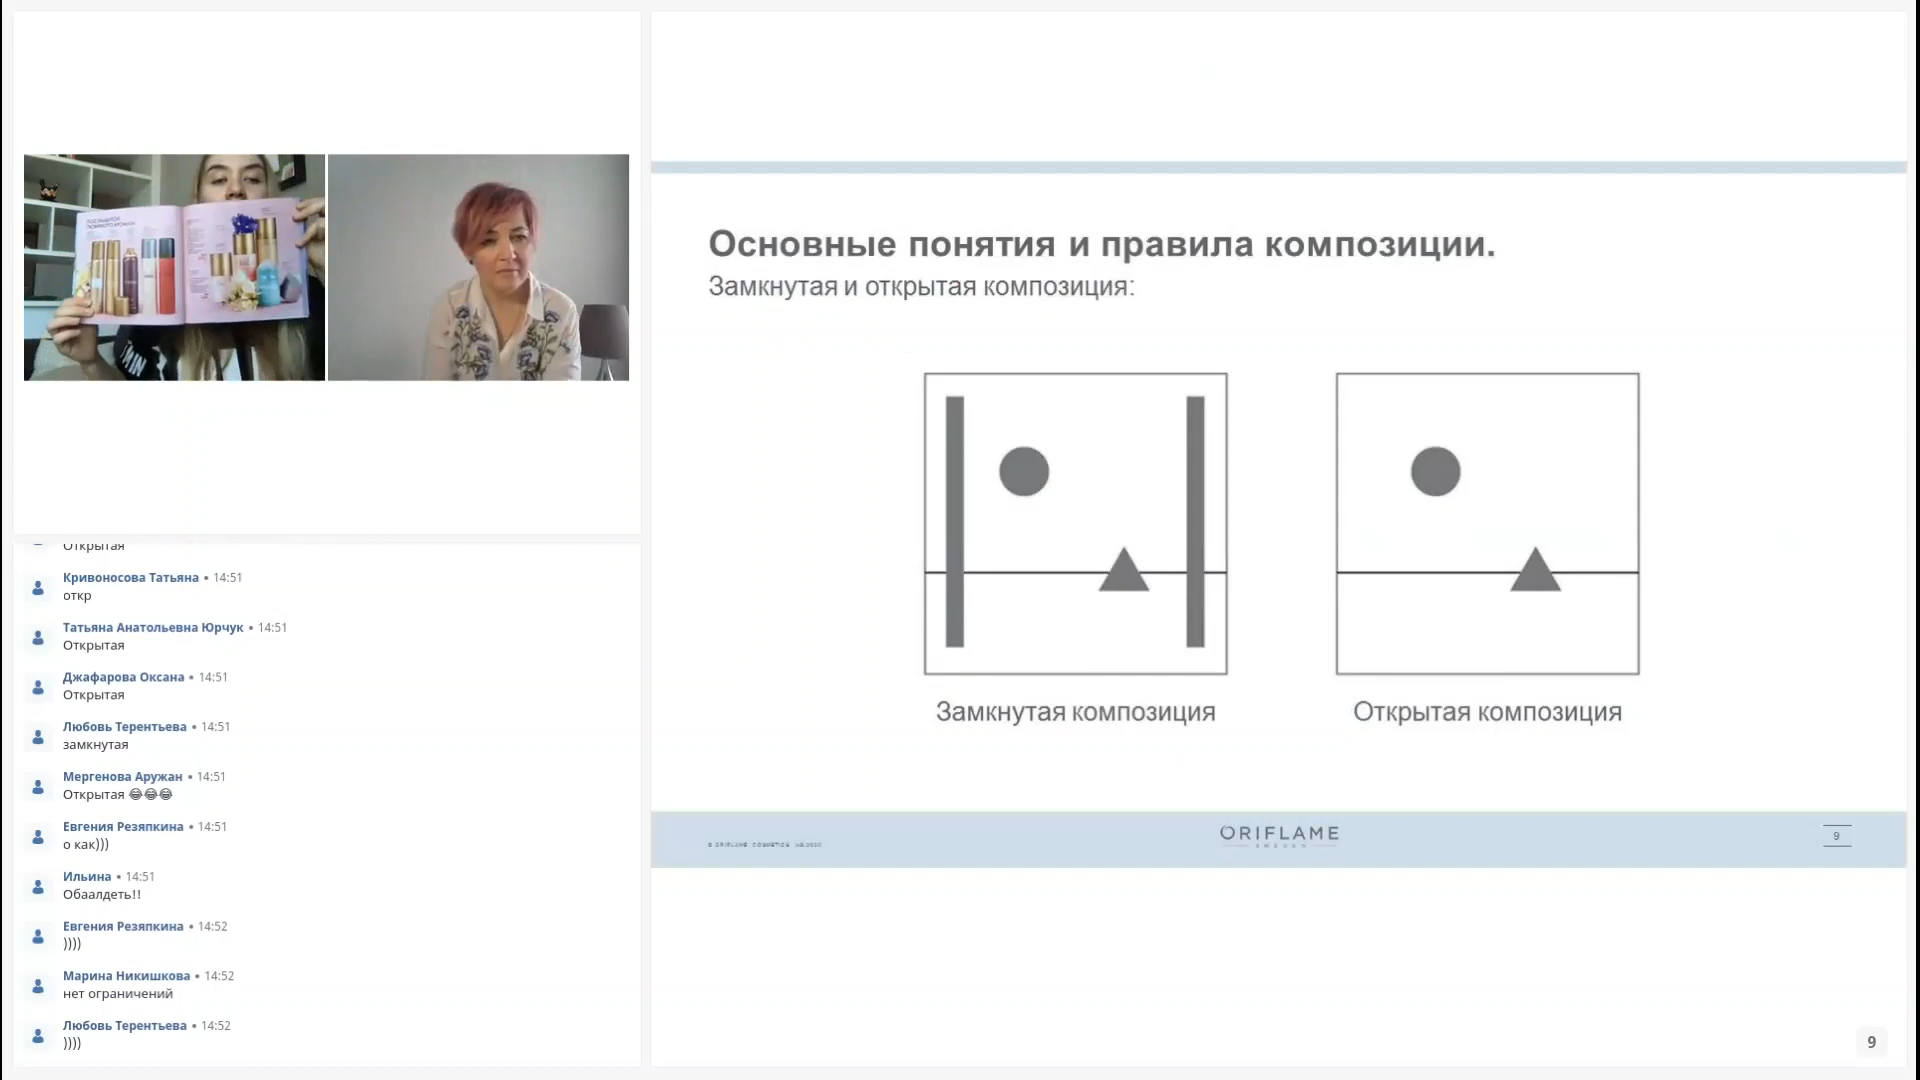 Открытая
Кривоносова Татьяна • 14:51
откр
Татьяна Анатольевна Юрчук • 14:51
Открытая
Джафарова Оксана • 14:51
Открытая
Любовь Терентьева • 14:51
замкнутая
Мергенова Аружан • 14:51
Открытая 😂😂😂
Евгения Резяпкина • 14:51
о как)))
Ильина • 14:51
Обаалдеть!!
Евгения Резяпкина • 14:52
))))
Марина Никишкова • 14:52
нет ограничений
Любовь Терентьева • 14:52
))))
Основные понятия и правила композиции.
Замкнутая и открытая композиция:
Замкнутая композиция
Открытая композиция
ORIFLAME
SWEDEN
9
9